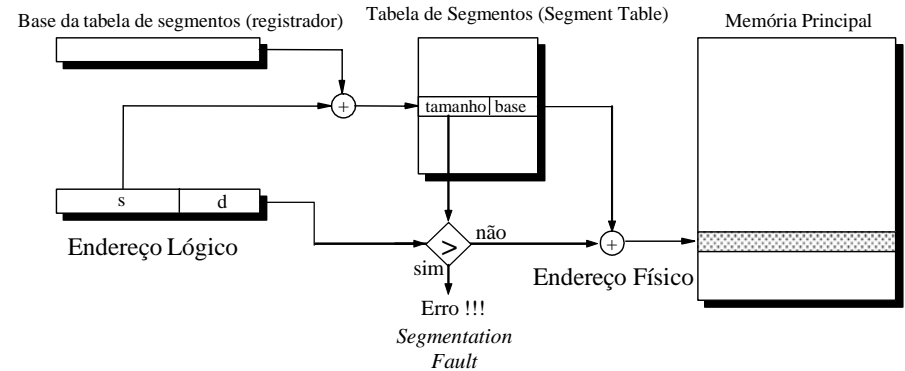 Base da tabela de segmentos (registrador)
Tabela de Segmentos (Segment Table)
Memória Principal
+
tamanho
base
s
d
Endereço Lógico
>
não
sim
+
Endereço Físico
Erro !!!
Segmentation
Fault